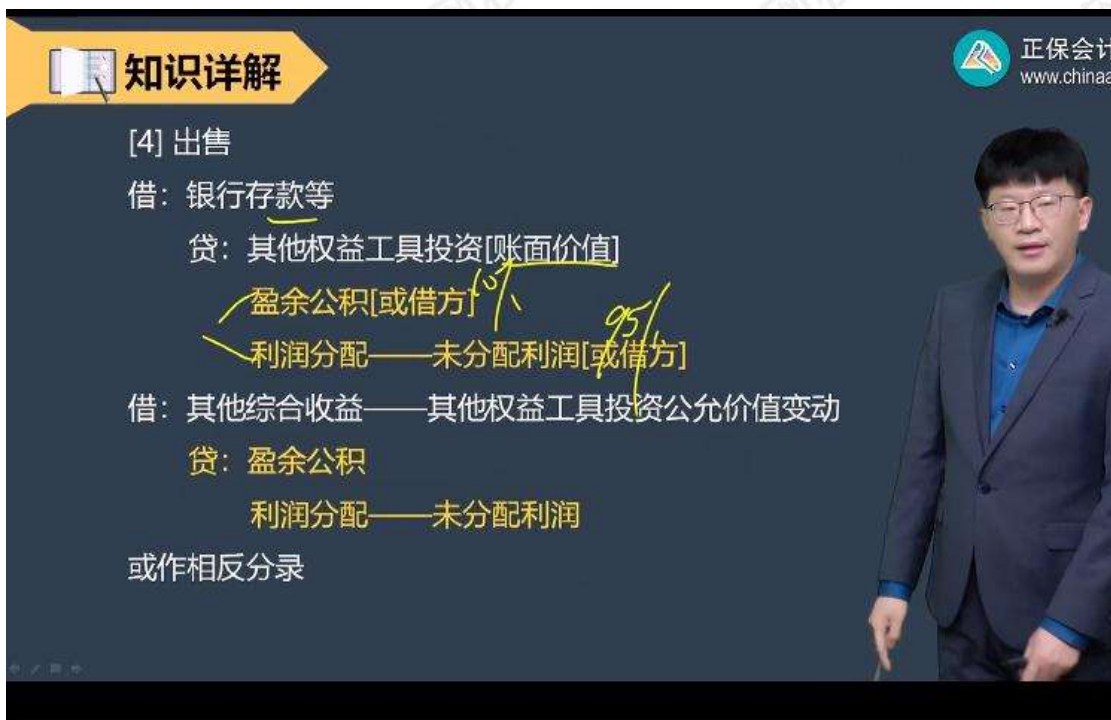 知识详解
正保会计
www.chinaa
[4] 出售
借：银行存款等
贷：其他权益工具投资[账面价值]
盈余公积[或借方]
利润分配——未分配利润[或借方]
95%
借：其他综合收益——其他权益工具投资公允价值变动
贷：盈余公积
利润分配——未分配利润
或作相反分录